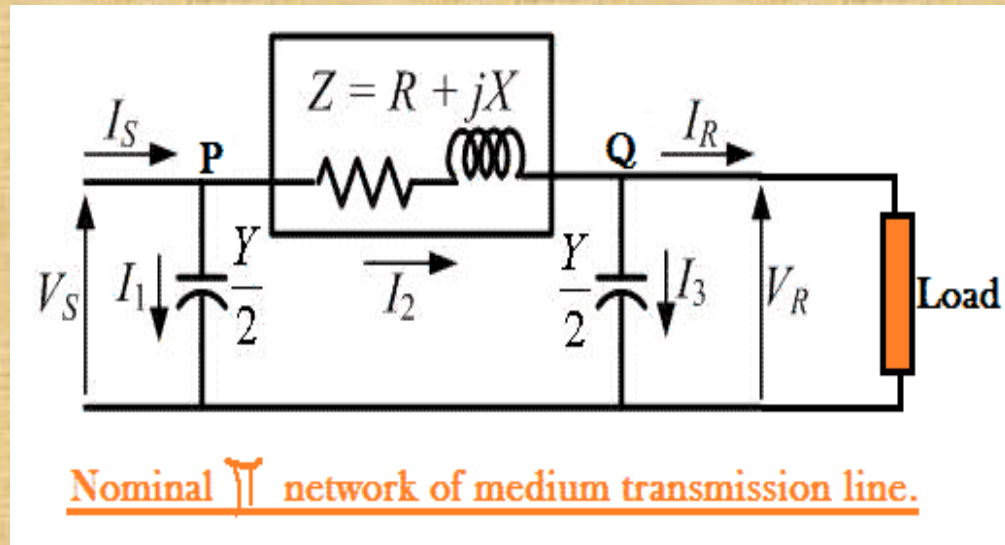 Z = R + jX
I_S
P
Q
I_R
V_S
I_1
Y
2
I_2
Y
2
I_3
V_R
Load
Nominal π network of medium transmission line.